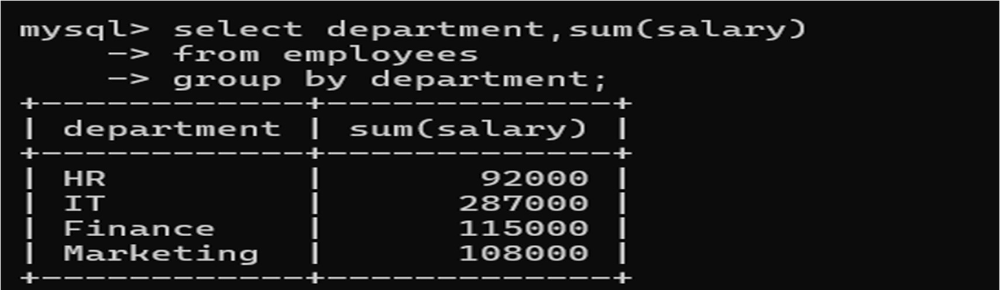 mysql> select department,sum(salary)
    -> from employees
    -> group by department;
+------------+-------------+
| department | sum(salary) |
+------------+-------------+
| HR         |       92000 |
| IT         |      287000 |
| Finance    |      115000 |
| Marketing  |      108000 |
+------------+-------------+